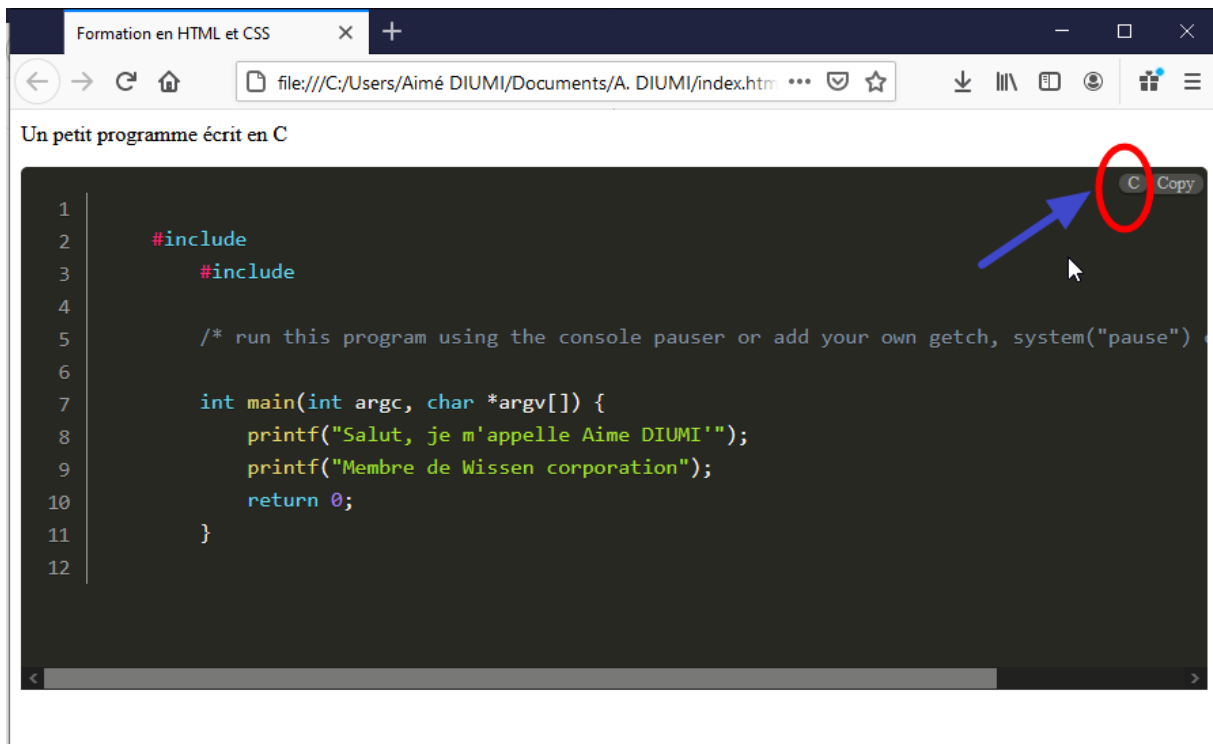 Formation en HTML et CSS
file:///C:/Users/Aimé DIUMI/Documents/A. DIUMI/index.htm
Un petit programme écrit en C
C Copy
1
2 #include
3 #include
4
5 /* run this program using the console pauser or add your own getch, system("pause")
6
7 int main(int argc, char *argv[]) {
8 printf("Salut, je m'appelle Aime DIUMI'");
9 printf("Membre de Wissen corporation");
10 return 0;
11 }
12